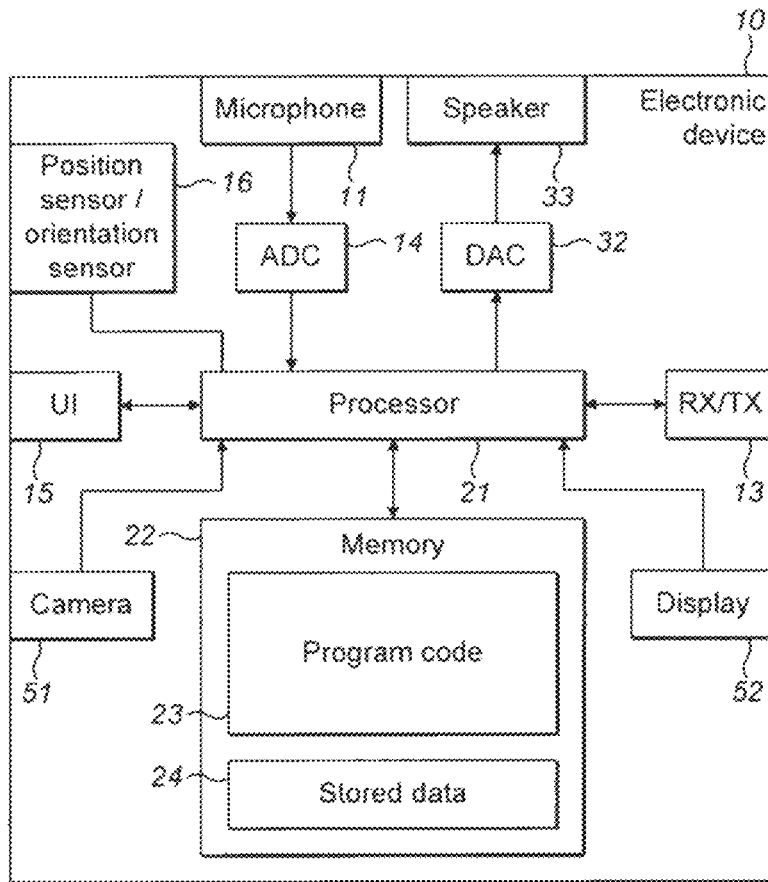 10
Microphone
Speaker
Electronic
device
Position
sensor /
orientation
sensor
16
11
33
ADC
14
DAC
32
UI
Processor
RX/TX
15
21
13
22
Memory
Camera
Program code
Display
51
52
23
24
Stored data